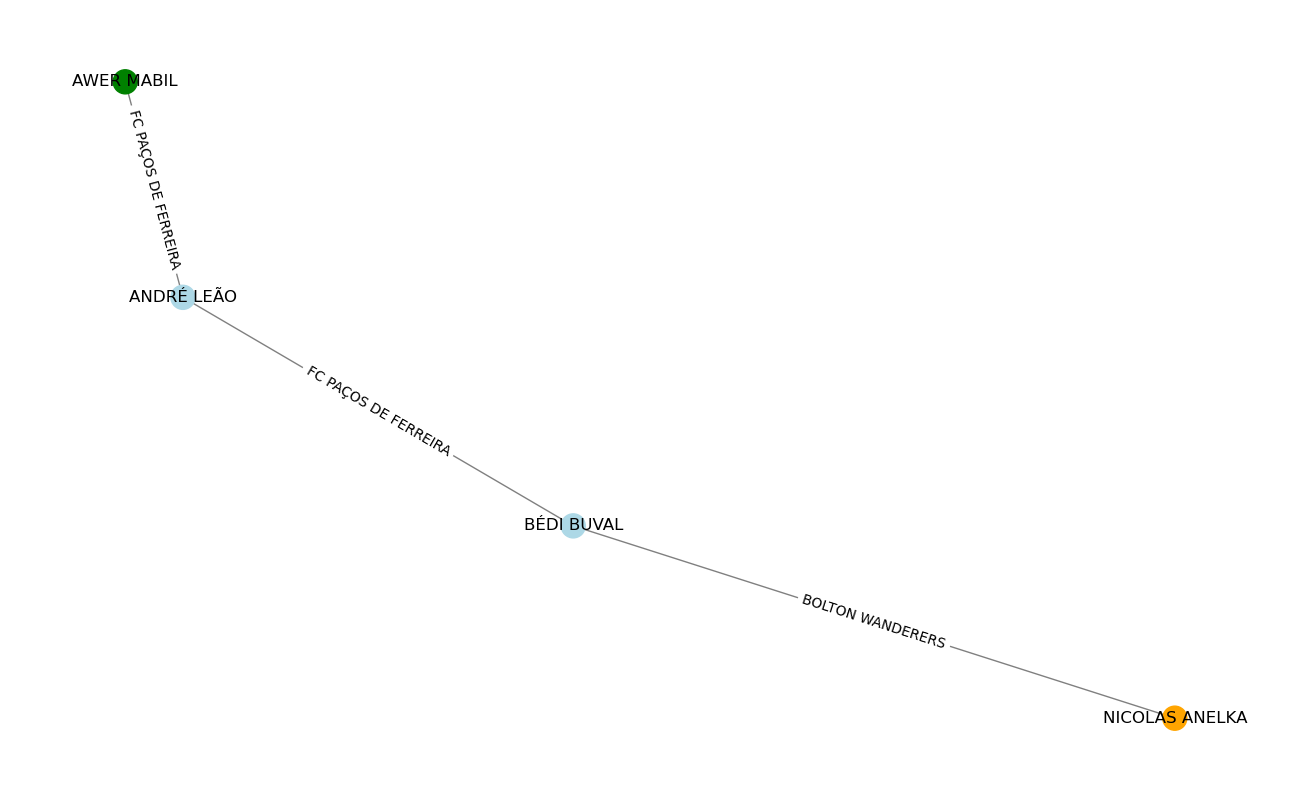 AWER MABIL
FC PAÇOS DE FERREIRA
ANDRÉ LEÃO
FC PAÇOS DE FERREIRA
BÉDI BUVAL
BOLTON WANDERERS
NICOLAS ANELKA